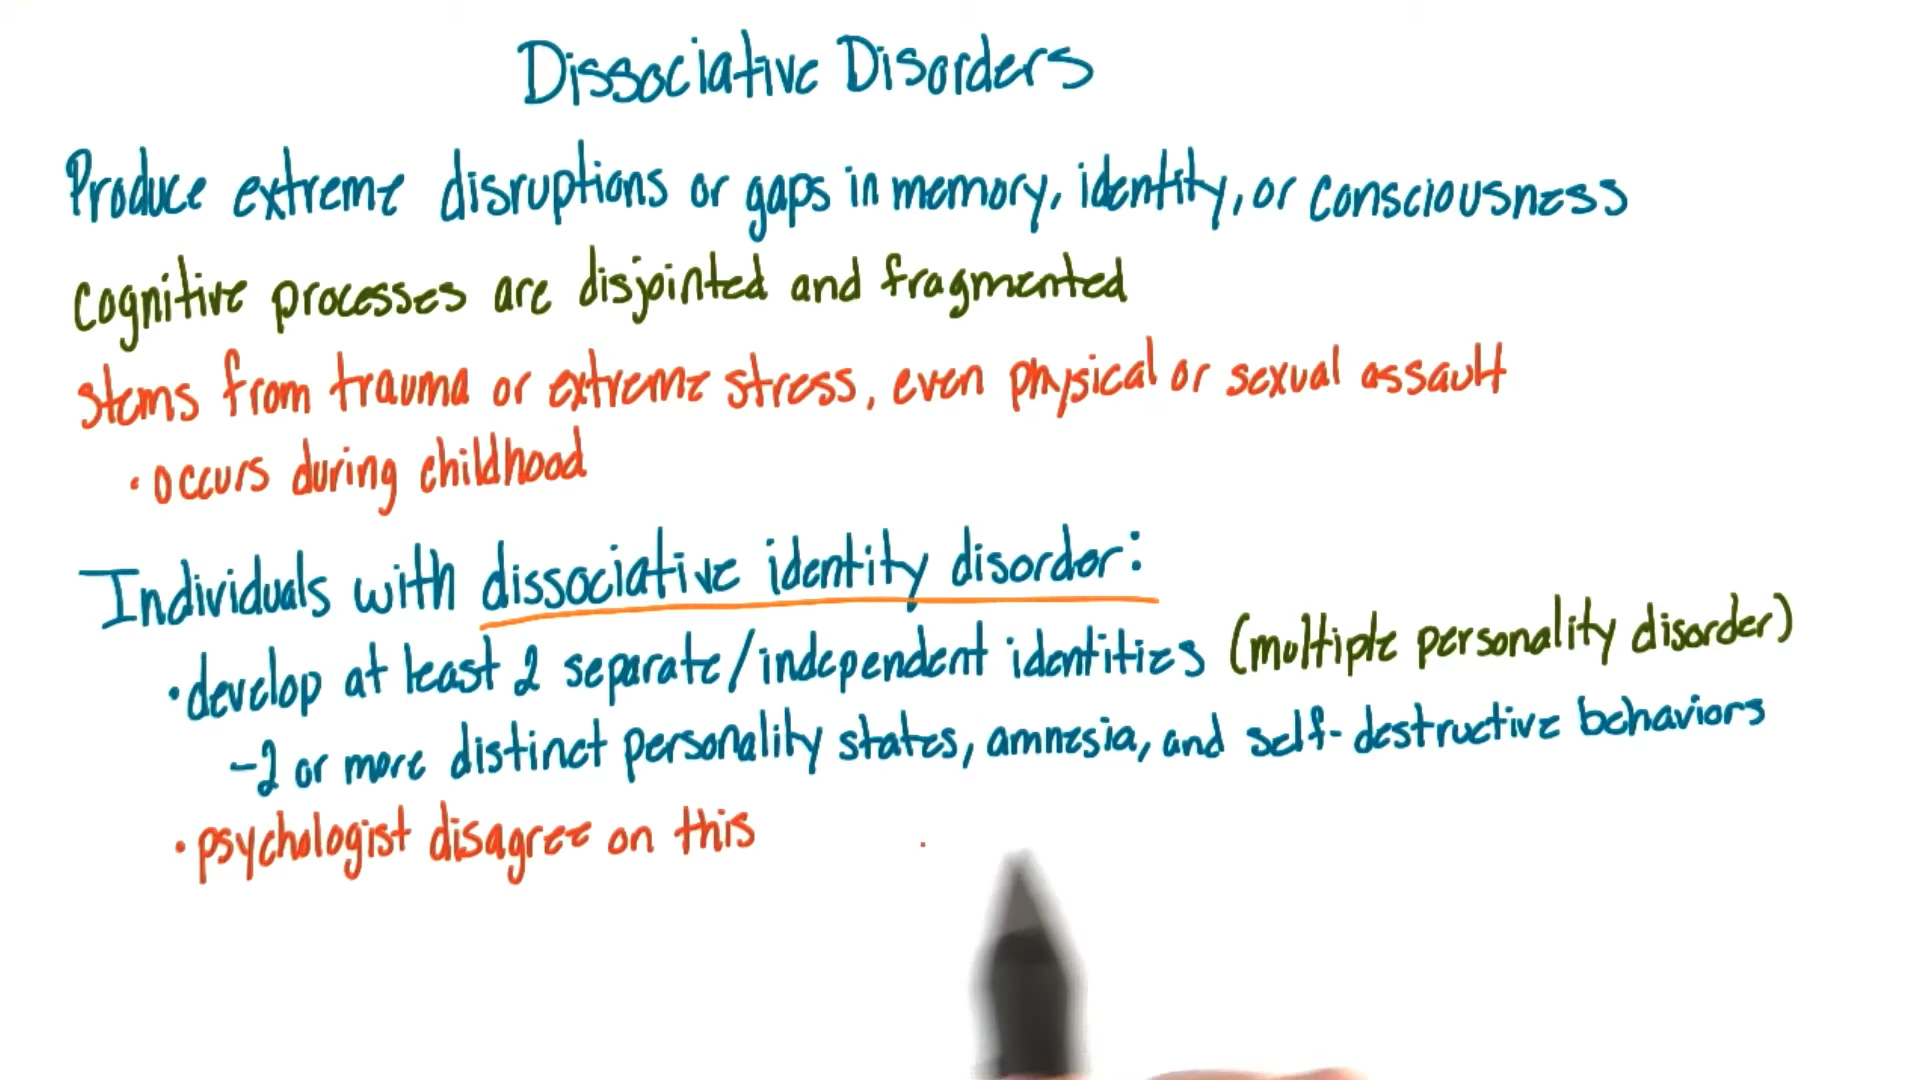 Dissociative Disorders
Produce extreme disruptions or gaps in memory, identity, or consciousness
Cognitive processes are disjointed and fragmented
stems from trauma or extreme stress, even physical or sexual assault
• occurs during childhood
Individuals with dissociative identity disorder:
• develop at least 2 separate/independent identities (multiple personality disorder)
- 2 or more distinct personality states, amnesia, and self-destructive behaviors
• psychologist disagree on this